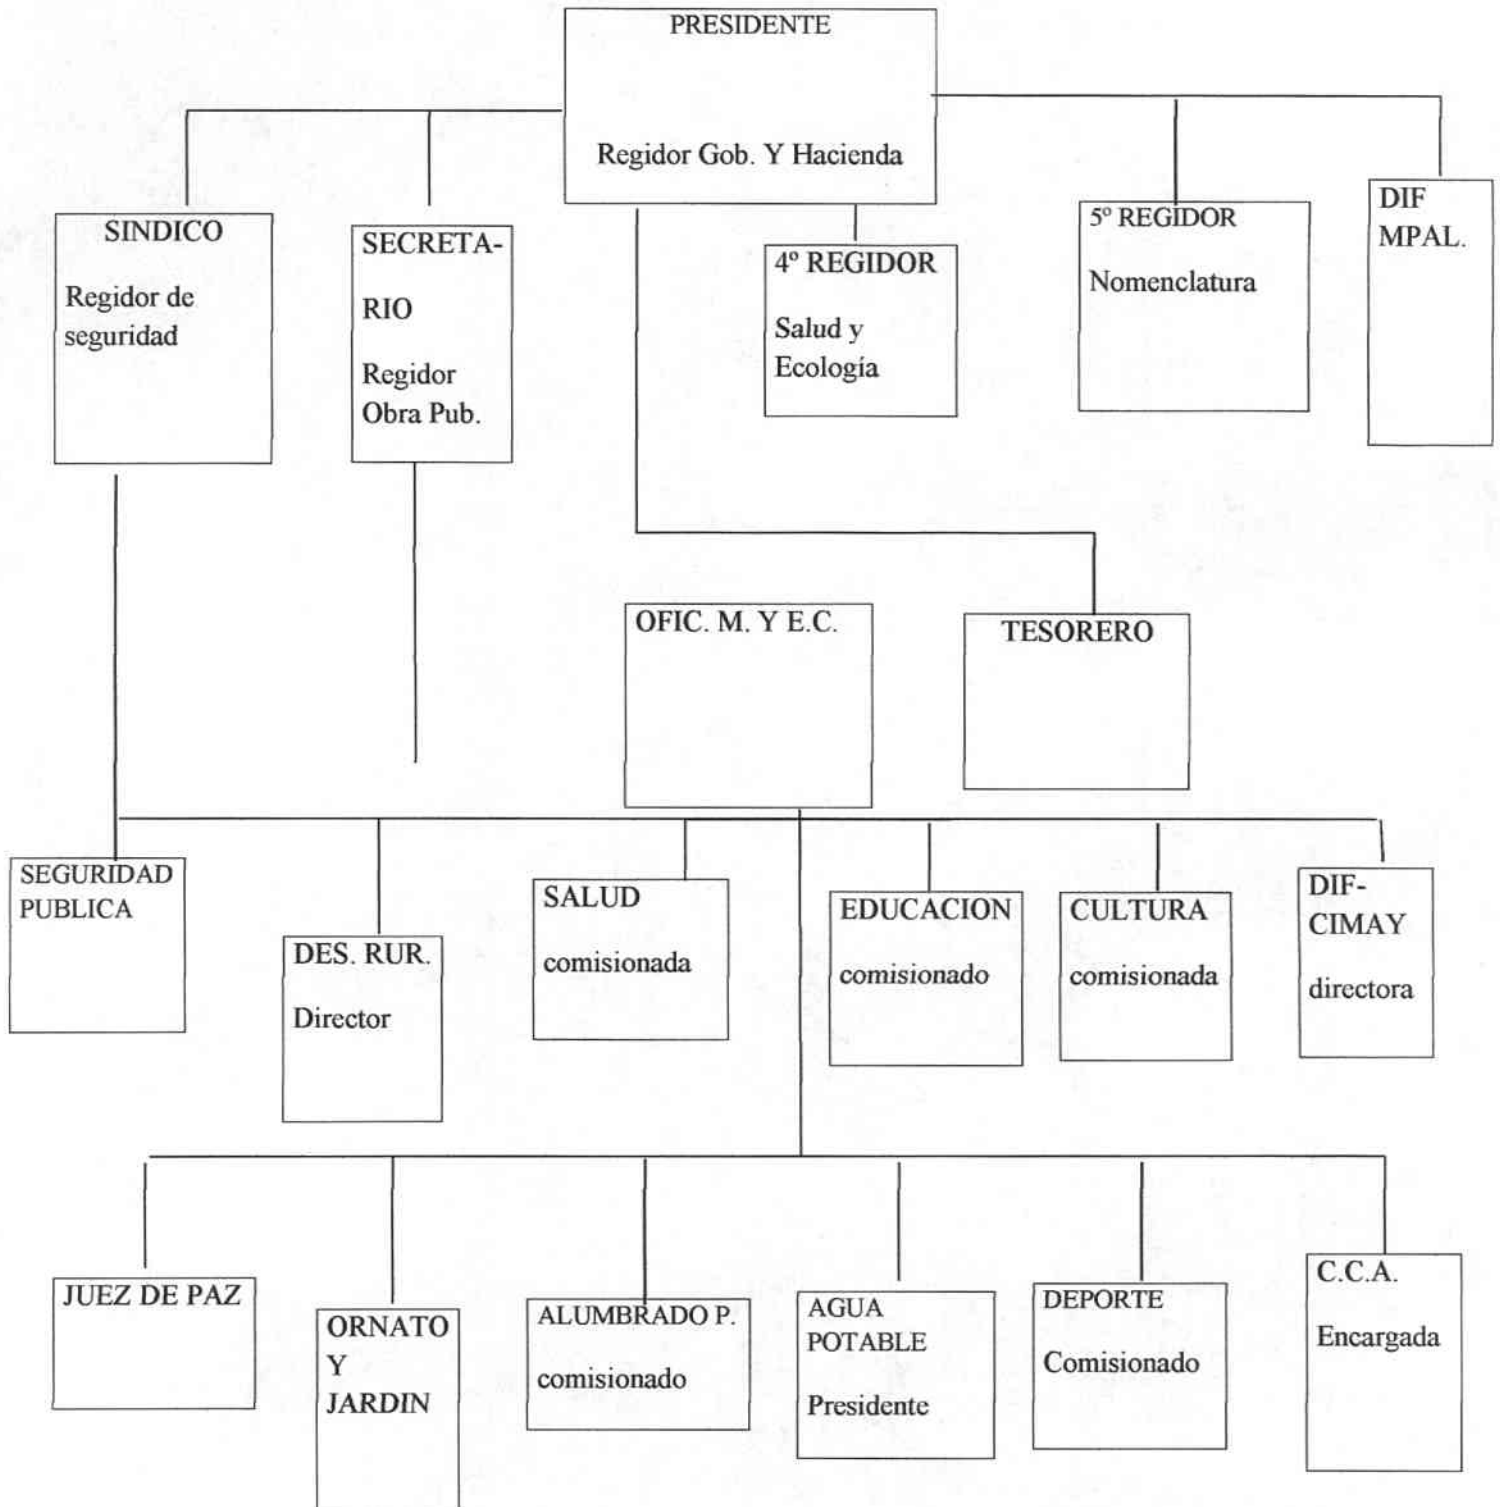 PRESIDENTE
Regidor Gob. Y Hacienda
SINDICO
Regidor de
seguridad
SECRETA-
RIO
Regidor
Obra Pub.
4º REGIDOR
Salud y
Ecología
5º REGIDOR
Nomenclatura
DIF
MPAL.
OFIC. M. Y E.C.
TESORERO
SEGURIDAD
PUBLICA
DES. RUR.
Director
SALUD
comisionada
EDUCACION
comisionado
CULTURA
comisionada
DIF-
CIMAY
directora
JUEZ DE PAZ
ORNATO
Y
JARDIN
ALUMBRADO P.
comisionado
AGUA
POTABLE
Presidente
DEPORTE
Comisionado
C.C.A.
Encargada